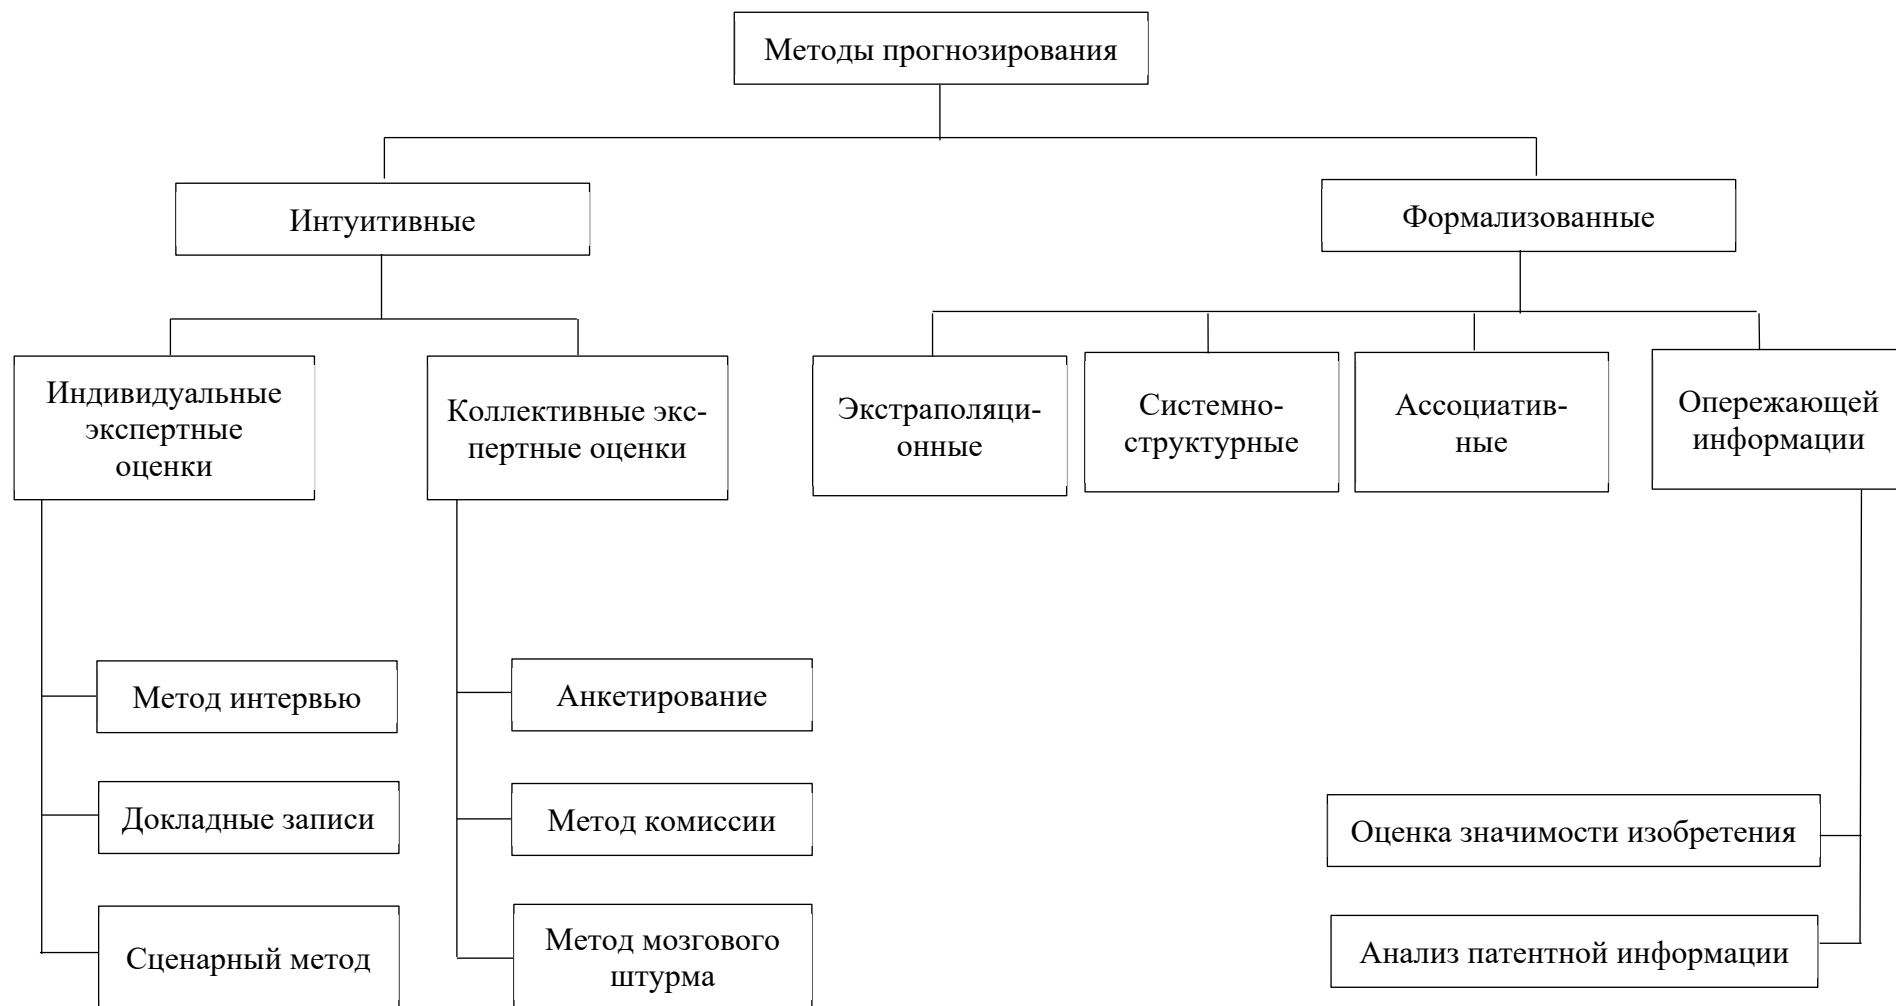 Методы прогнозирования
Интуитивные
Формализованные
Индивидуальные
экспертные
оценки
Коллективные экс-
пертные оценки
Экстраполяци-
онные
Системно-
структурные
Ассоциатив-
ные
Опережающей
информации
Метод интервью
Докладные записи
Сценарный метод
Анкетирование
Метод комиссии
Метод мозгового
штурма
Оценка значимости изобретения
Анализ патентной информации